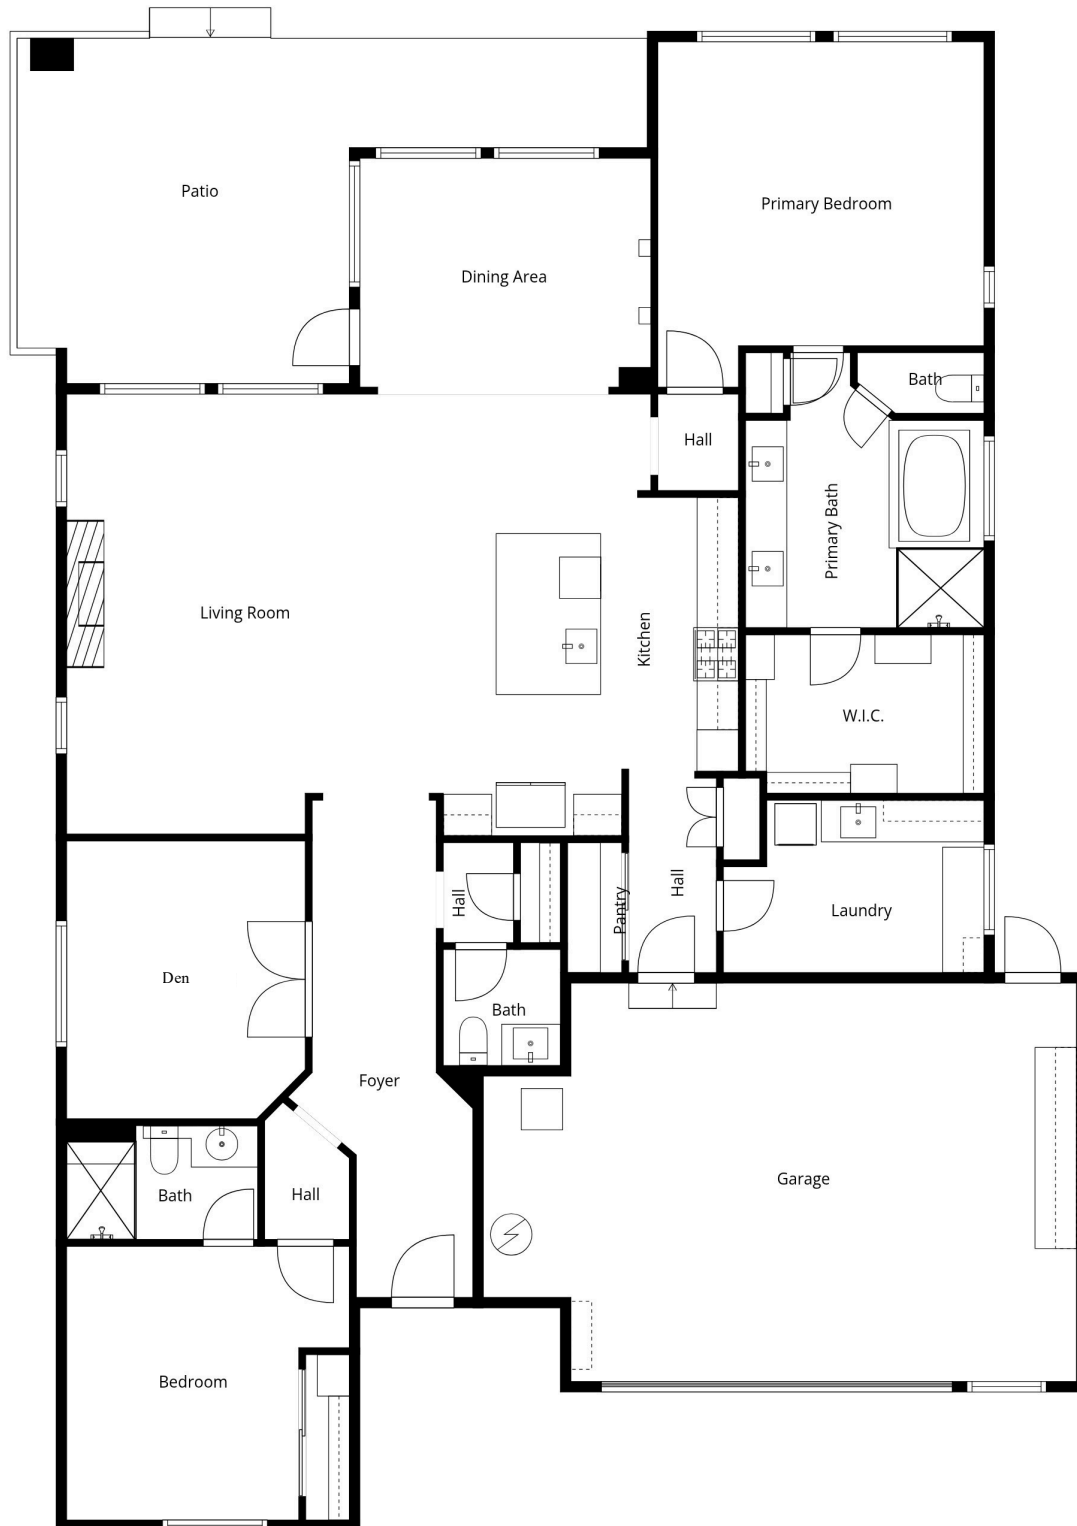 Patio
Primary Bedroom
Dining Area
Bath
Hall
Primary Bath
Living Room
Kitchen
W.I.C.
Hall
Pantry
Hall
Laundry
Den
Bath
Foyer
Garage
Bath
Hall
Bedroom